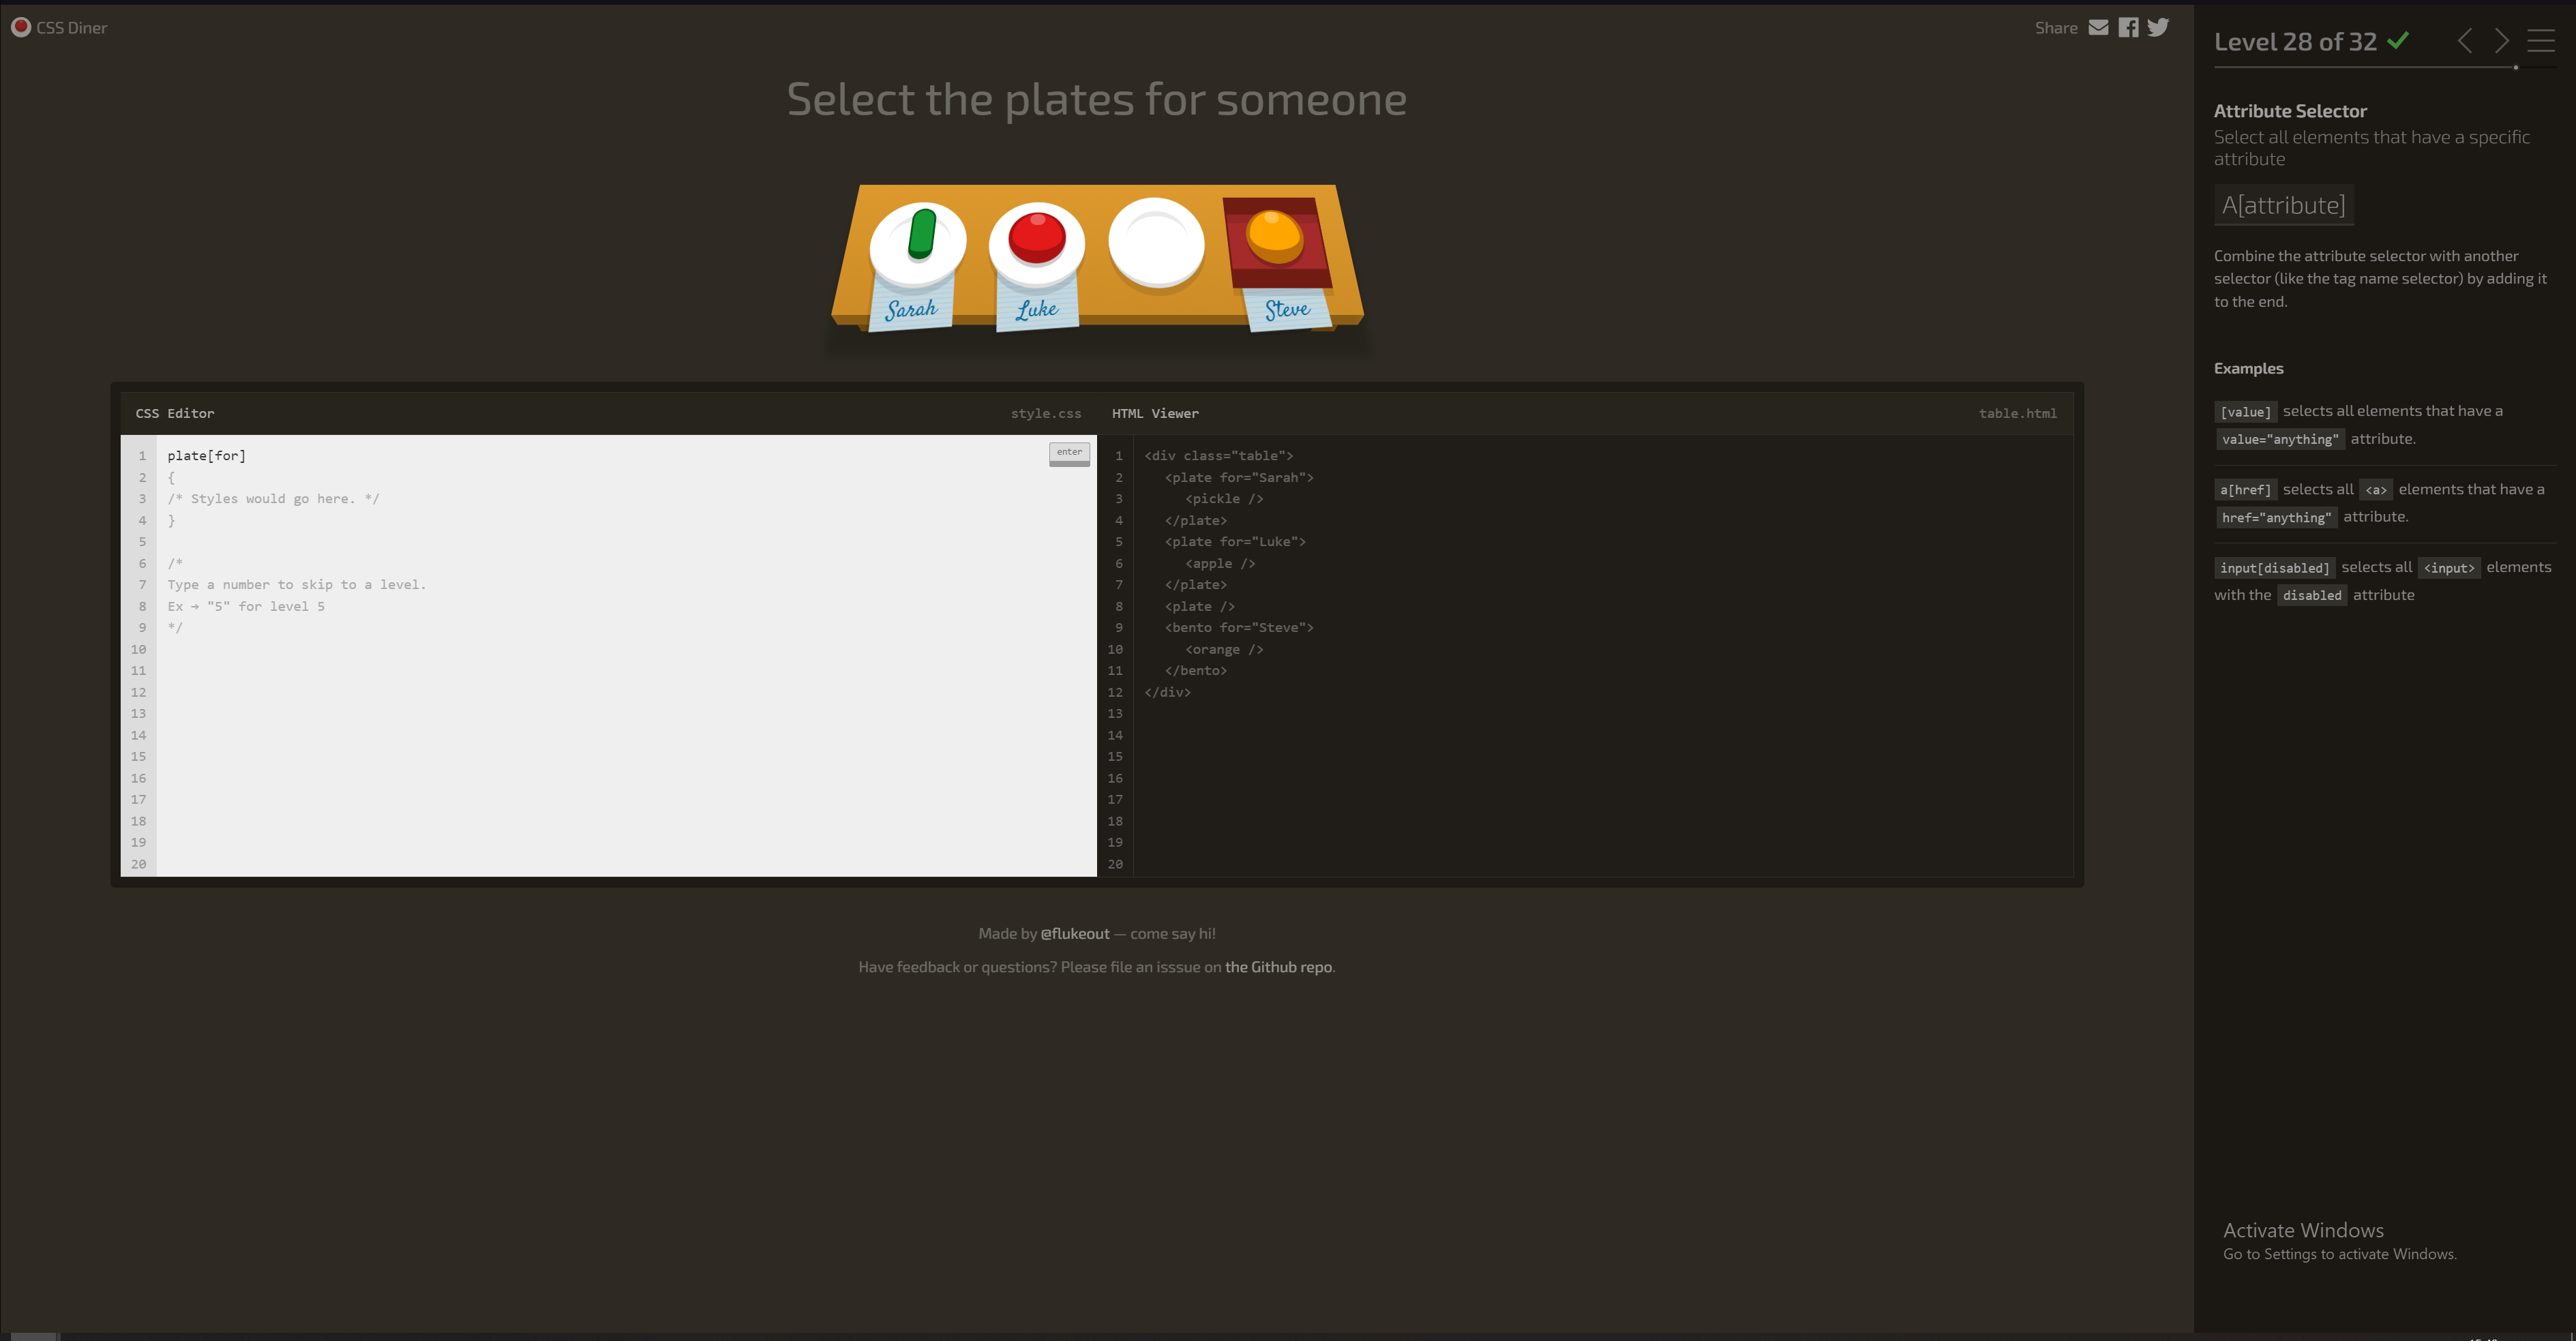 CSS Diner
Share
Select the plates for someone
Sarah
Luke
Steve
CSS Editor
style.css
HTML Viewer
table.html
enter
1 plate[for]
2 {
3 /* Styles would go here. */
4 }
5
6 /*
7 Type a number to skip to a level.
8 Ex → "5" for level 5
9 */
10
11
12
13
14
15
16
17
18
19
20
1 <div class="table">
2 <plate for="Sarah">
3 <pickle />
4 </plate>
5 <plate for="Luke">
6 <apple />
7 </plate>
8 <plate />
9 <bento for="Steve">
10 <orange />
11 </bento>
12 </div>
13
14
15
16
17
18
19
20
Made by @flukeout — come say hi!
Have feedback or questions? Please file an isssue on the Github repo.
Level 28 of 32
Attribute Selector
Select all elements that have a specific
attribute
A[attribute]
Combine the attribute selector with another
selector (like the tag name selector) by adding it
to the end.
Examples
[value] selects all elements that have a
value="anything" attribute.
a[href] selects all <a> elements that have a
href="anything" attribute.
input[disabled] selects all <input> elements
with the disabled attribute
Activate Windows
Go to Settings to activate Windows.